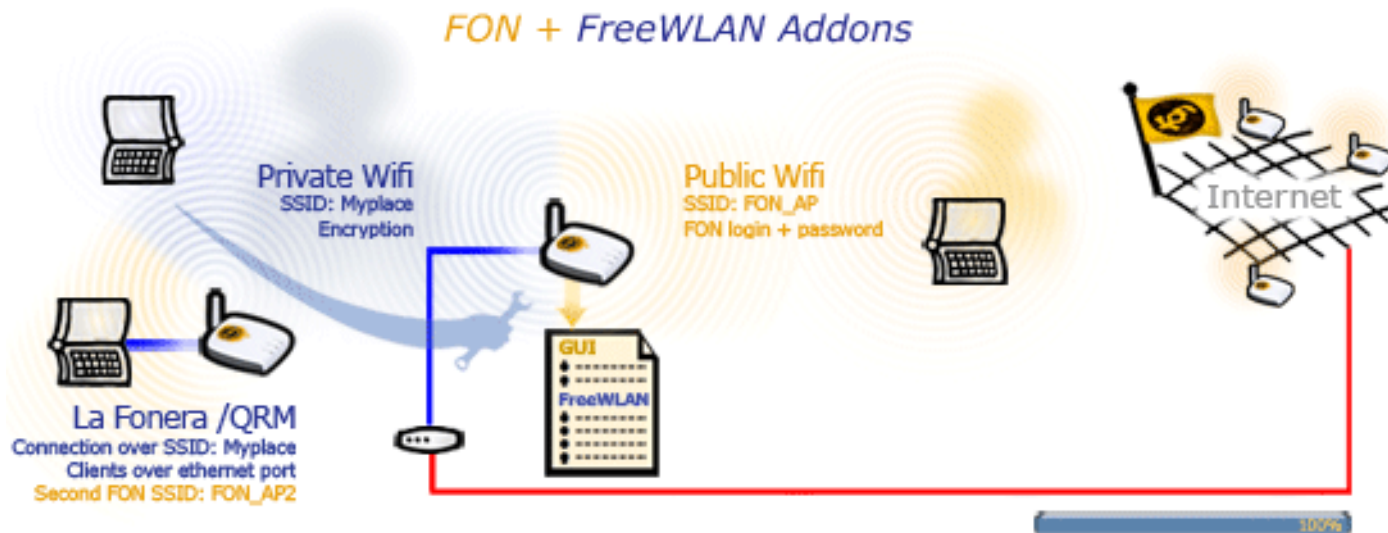 FON + FreeWLAN Addons
Private Wifi
SSID: Myplace
Encryption
Public Wifi
SSID: FON_AP
FON login + password
Internet
GUI
FreeWLAN
La Fonera /QRM
Connection over SSID: Myplace
Clients over ethernet port
Second FON SSID: FON_AP2
100%